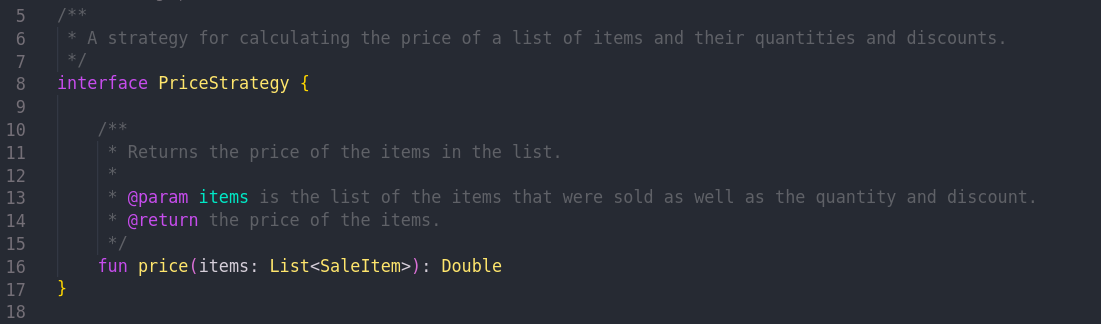 5 /**
6  * A strategy for calculating the price of a list of items and their quantities and discounts.
7  */
8 interface PriceStrategy {
9
10     /**
11      * Returns the price of the items in the list.
12      *
13      * @param items is the list of the items that were sold as well as the quantity and discount.
14      * @return the price of the items.
15      */
16     fun price(items: List<SaleItem>): Double
17 }
18